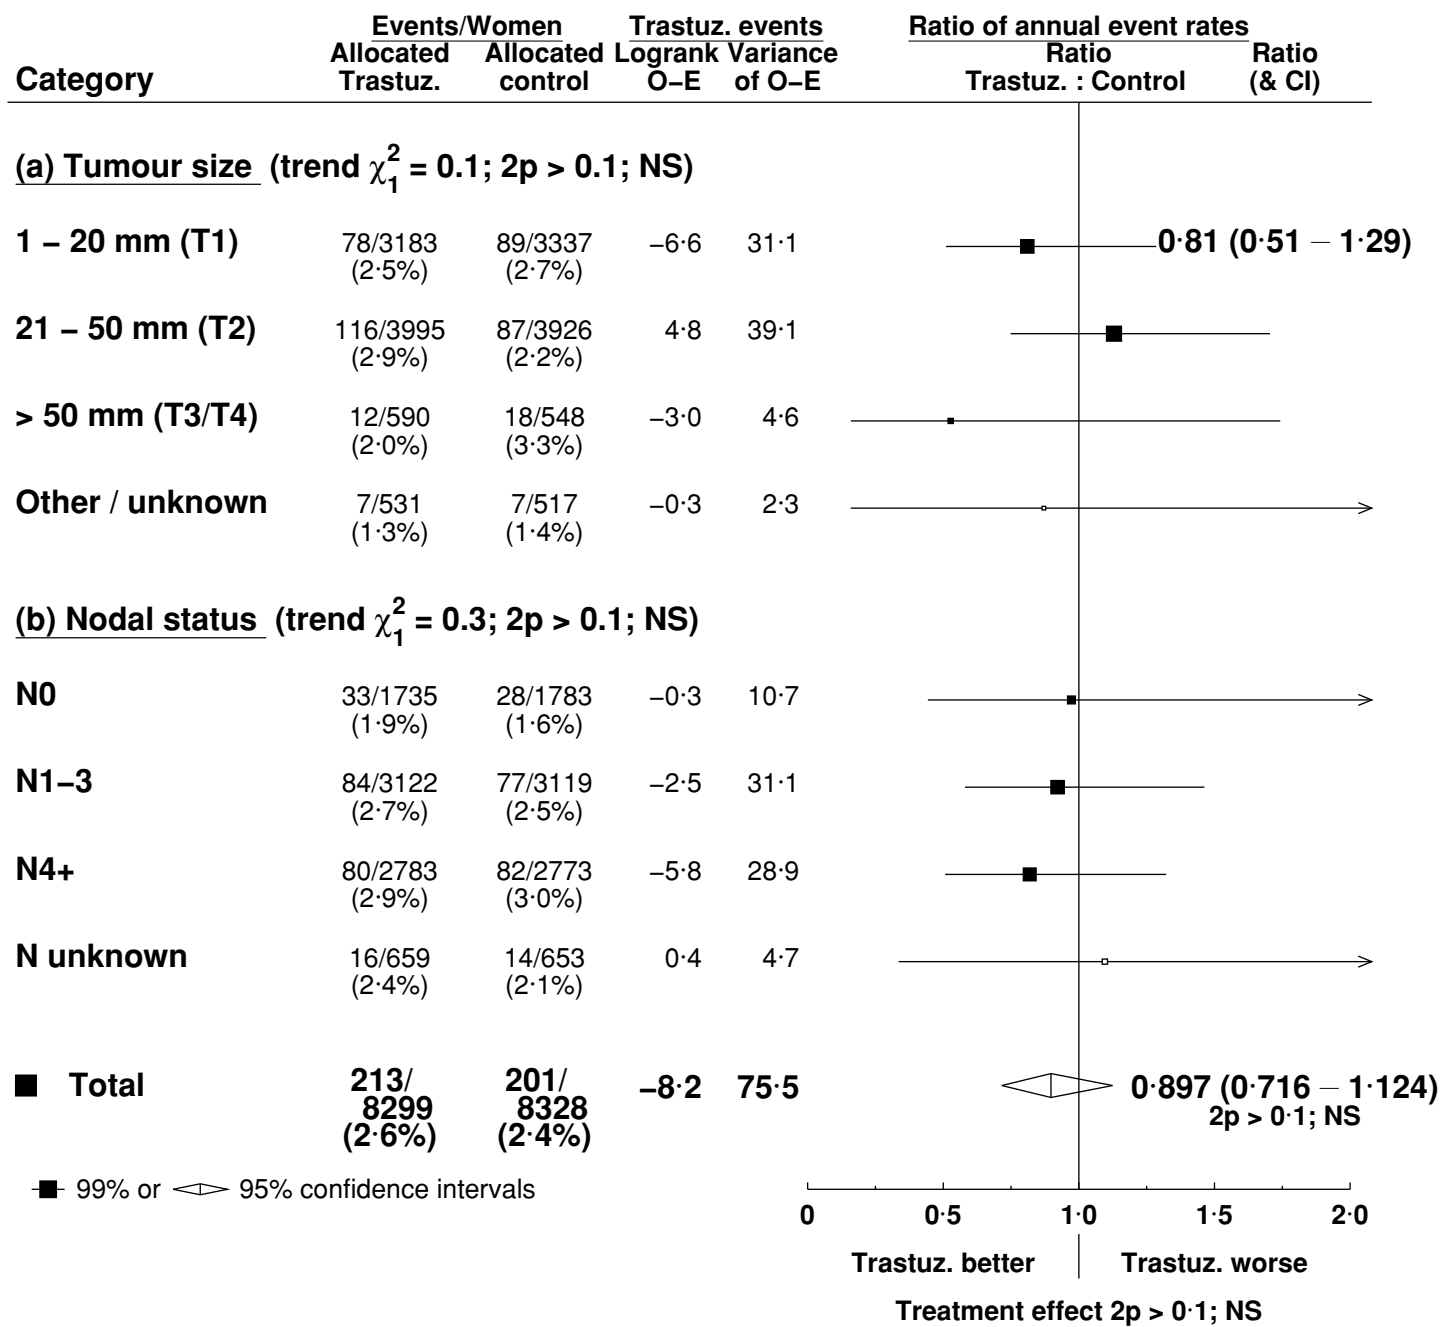 Events/Women Trastuz. events Ratio of annual event rates
Allocated Allocated Logrank Variance Ratio Ratio
Category Trastuz. control O–E of O–E Trastuz. : Control (& CI)
(a) Tumour size (trend χ²₁ = 0.1; 2p > 0.1; NS)
1 – 20 mm (T1) 78/3183 89/3337 –6·6 31·1 0·81 (0·51 – 1·29)
(2·5%) (2·7%)
21 – 50 mm (T2) 116/3995 87/3926 4·8 39·1
(2·9%) (2·2%)
> 50 mm (T3/T4) 12/590 18/548 –3·0 4·6
(2·0%) (3·3%)
Other / unknown 7/531 7/517 –0·3 2·3
(1·3%) (1·4%)
(b) Nodal status (trend χ²₁ = 0.3; 2p > 0.1; NS)
N0 33/1735 28/1783 –0·3 10·7
(1·9%) (1·6%)
N1–3 84/3122 77/3119 –2·5 31·1
(2·7%) (2·5%)
N4+ 80/2783 82/2773 –5·8 28·9
(2·9%) (3·0%)
N unknown 16/659 14/653 0·4 4·7
(2·4%) (2·1%)
Total 213/ 201/ –8·2 75·5 0·897 (0·716 – 1·124)
8299 8328 2p > 0·1; NS
(2·6%) (2·4%)
99% or 95% confidence intervals
0 0·5 1·0 1·5 2·0
Trastuz. better Trastuz. worse
Treatment effect 2p > 0·1; NS